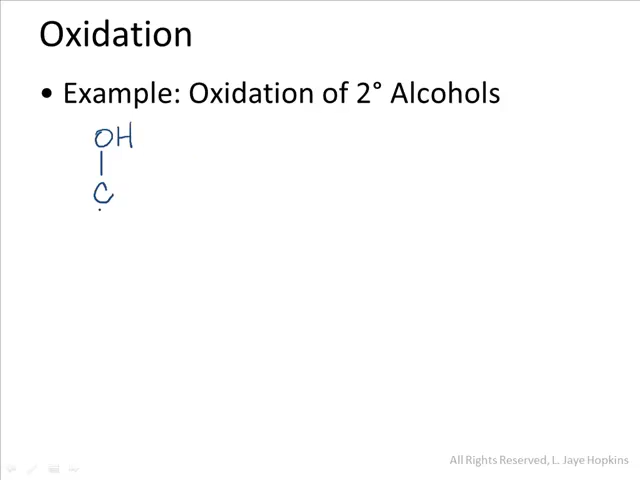 Oxidation
• Example: Oxidation of 2° Alcohols
OH
C
All Rights Reserved, L. Jaye Hopkins